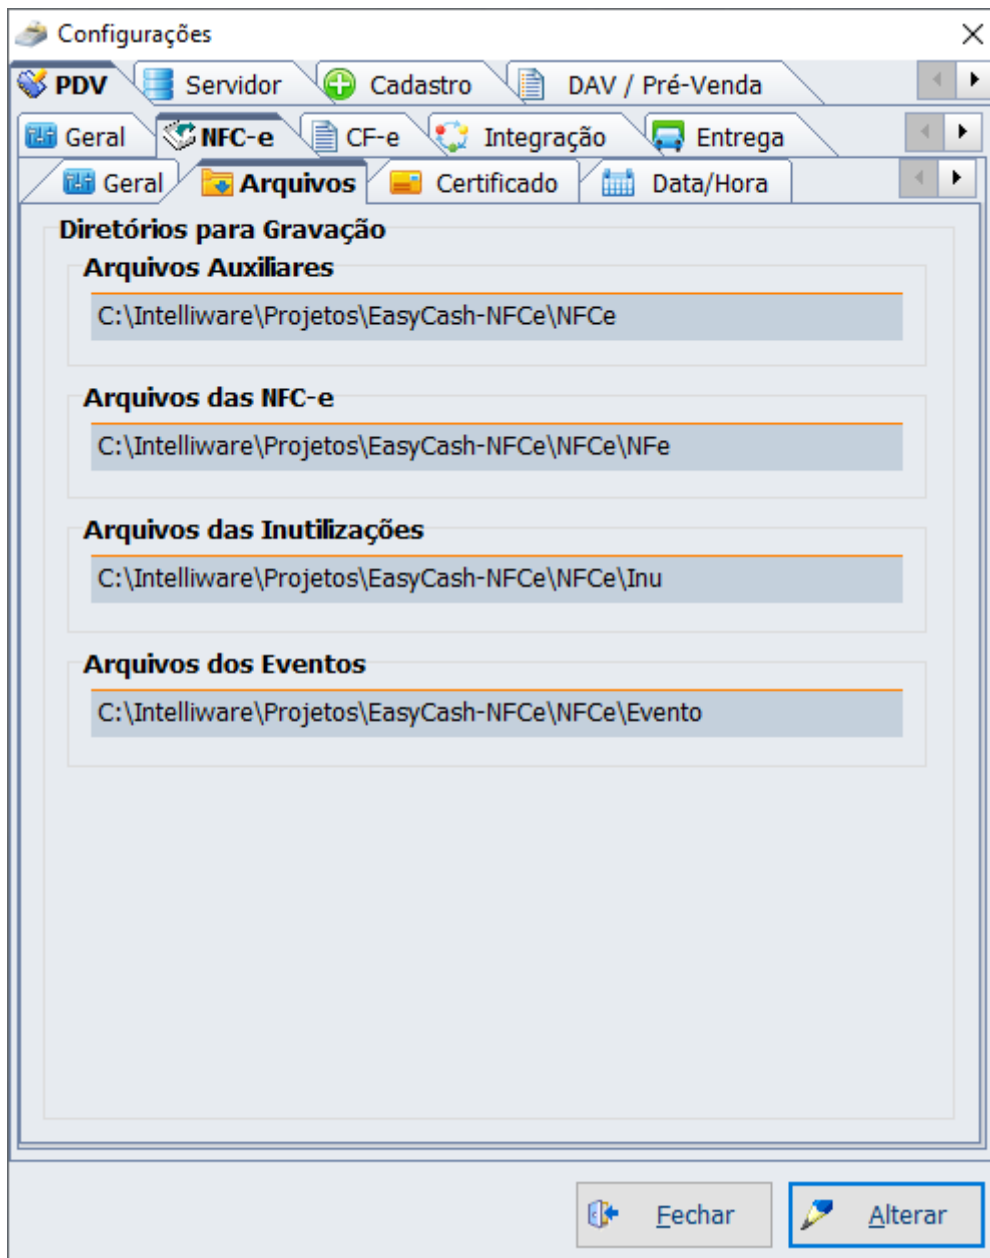 Configurações
PDV Servidor Cadastro DAV / Pré-Venda
Geral NFC-e CF-e Integração Entrega
Geral Arquivos Certificado Data/Hora
Diretórios para Gravação
Arquivos Auxiliares
C:\Intelliware\Projetos\EasyCash-NFCe\NFCe
Arquivos das NFC-e
C:\Intelliware\Projetos\EasyCash-NFCe\NFCe\NFe
Arquivos das Inutilizações
C:\Intelliware\Projetos\EasyCash-NFCe\NFCe\Inu
Arquivos dos Eventos
C:\Intelliware\Projetos\EasyCash-NFCe\NFCe\Evento
Fechar Alterar